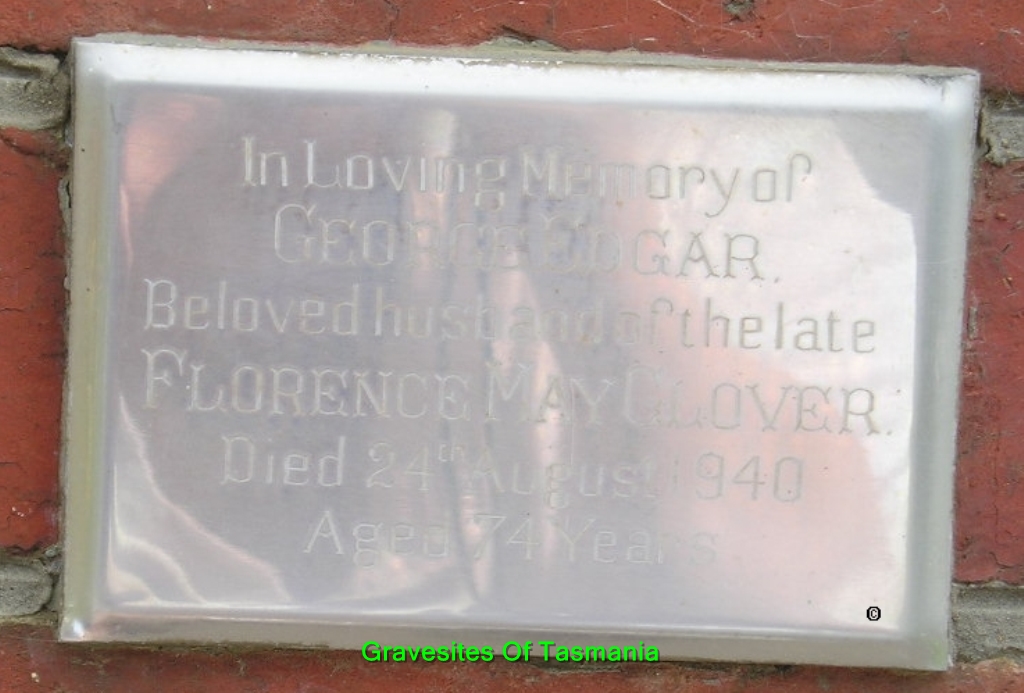 In Loving Memory of
GEORGE EDGAR.
Beloved husband of the late
FLORENCE MAY GLOVER.
Died 24th August 1940
Aged 74 Years
©
Gravesites Of Tasmania